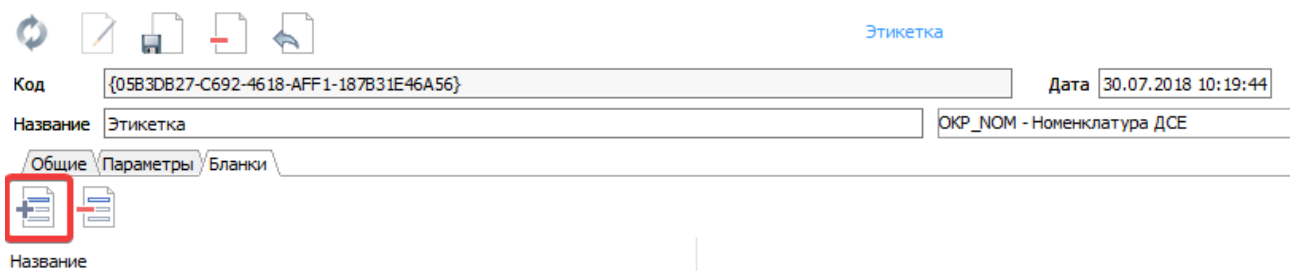 Этикетка
Код {05B3DB27-C692-4618-AFF1-187B31E46A56} Дата 30.07.2018 10:19:44
Название Этикетка OKP_NOM - Номенклатура ДСЕ
Общие Параметры Бланки
Название